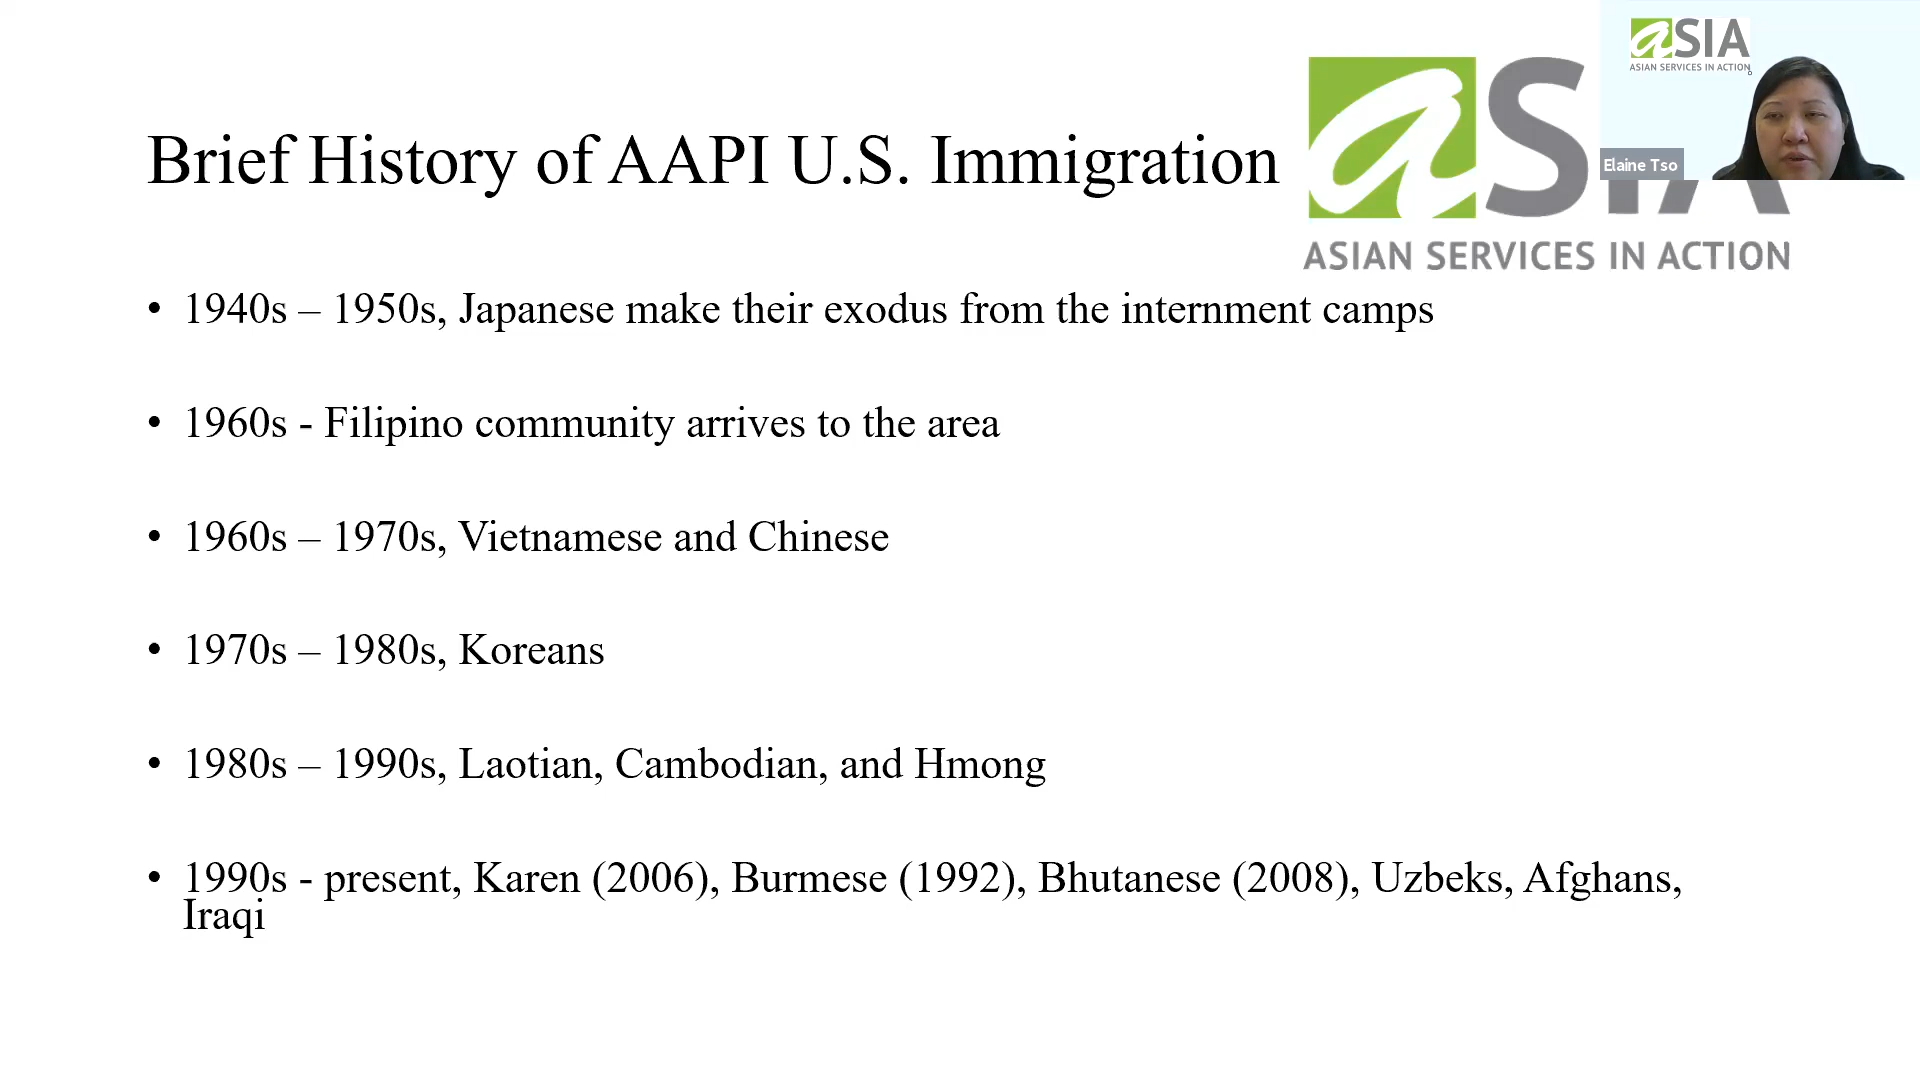 Brief History of AAPI U.S. Immigration
aSIA
ASIAN SERVICES IN ACTION
aSIA
ASIAN SERVICES IN ACTION
Elaine Tso
• 1940s – 1950s, Japanese make their exodus from the internment camps
• 1960s - Filipino community arrives to the area
• 1960s – 1970s, Vietnamese and Chinese
• 1970s – 1980s, Koreans
• 1980s – 1990s, Laotian, Cambodian, and Hmong
• 1990s - present, Karen (2006), Burmese (1992), Bhutanese (2008), Uzbeks, Afghans,
Iraqi